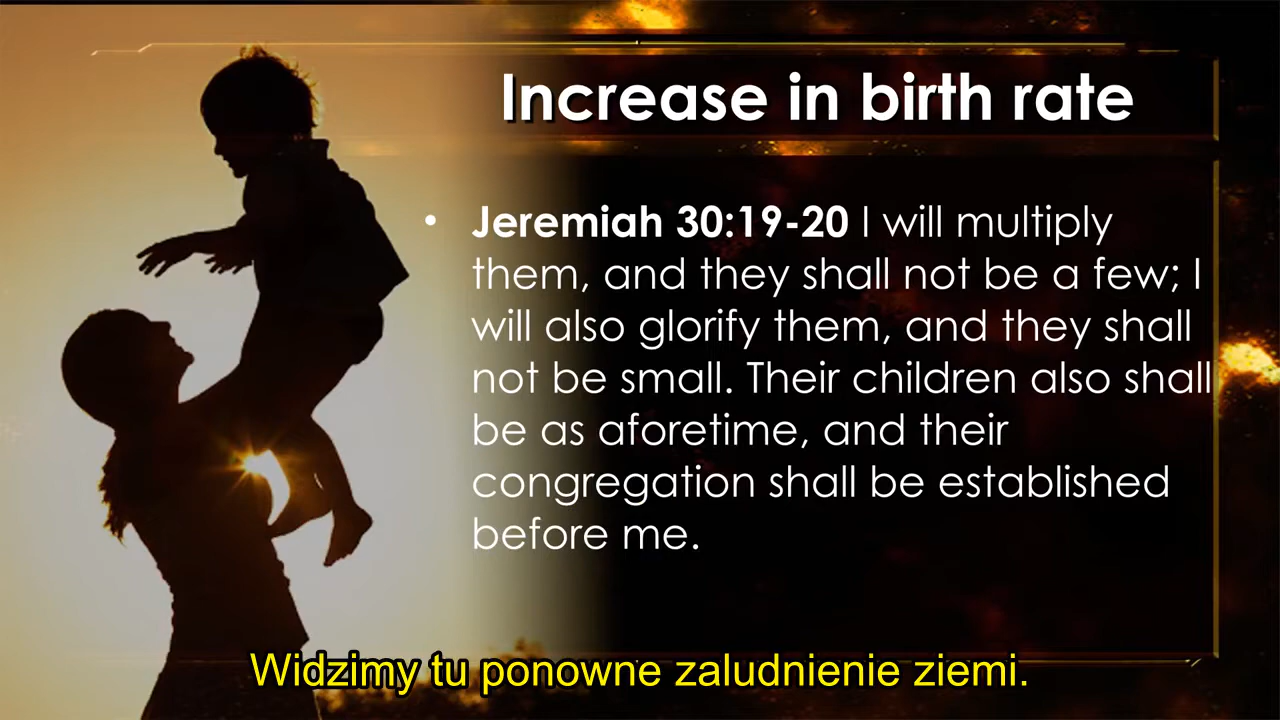 Increase in birth rate
• Jeremiah 30:19-20 I will multiply
them, and they shall not be a few; I
will also glorify them, and they shall
not be small. Their children also shall
be as aforetime, and their
congregation shall be established
before me.
Widzimy tu ponowne zaludnienie ziemi.